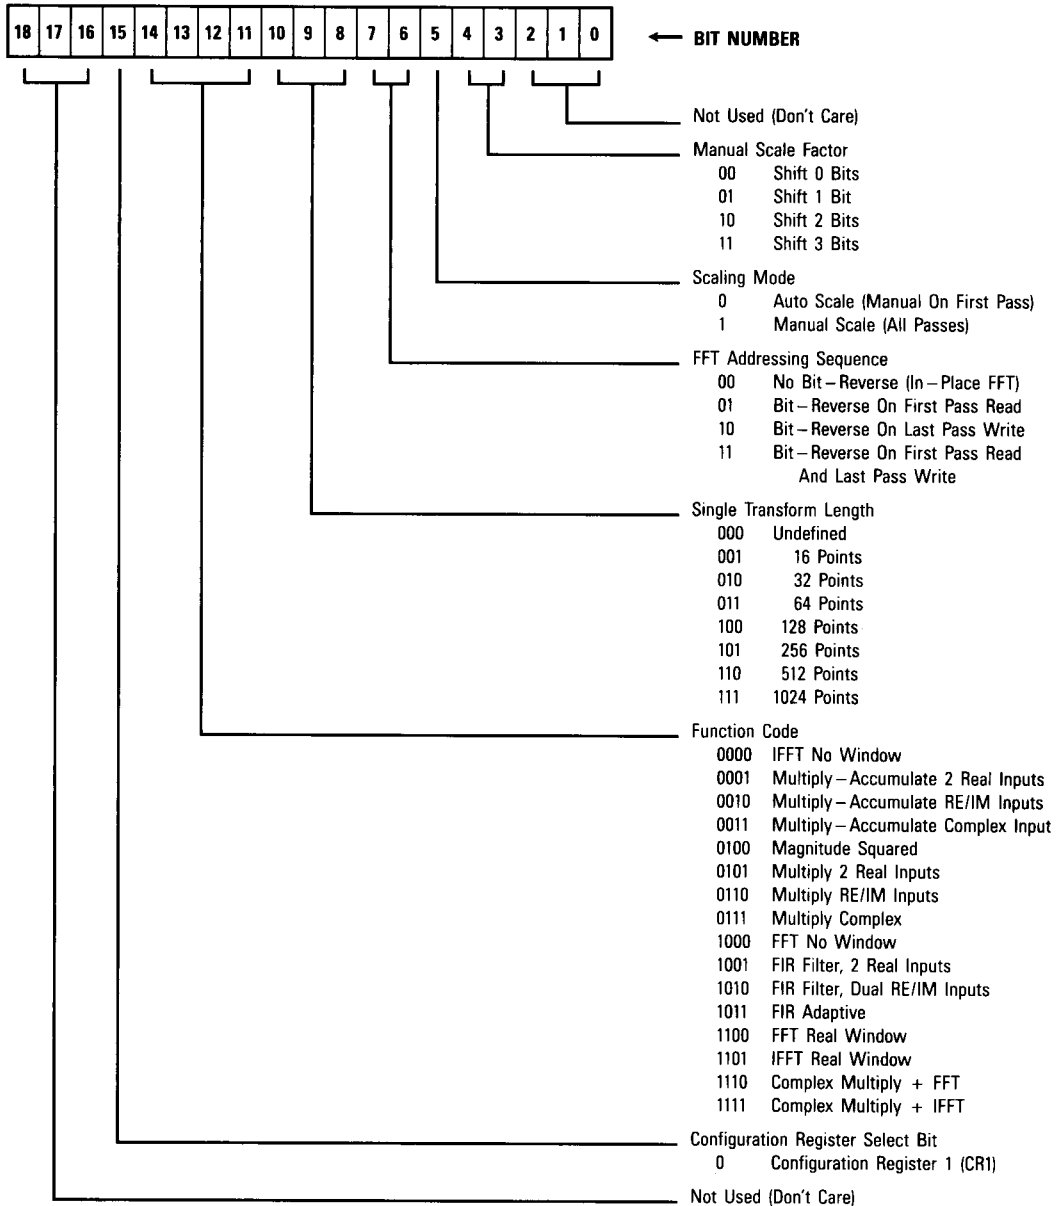 18 17 16 15 14 13 12 11 10 9 8 7 6 5 4 3 2 1 0 ← BIT NUMBER
Not Used (Don't Care)
Manual Scale Factor
00 Shift 0 Bits
01 Shift 1 Bit
10 Shift 2 Bits
11 Shift 3 Bits
Scaling Mode
0 Auto Scale (Manual On First Pass)
1 Manual Scale (All Passes)
FFT Addressing Sequence
00 No Bit–Reverse (In–Place FFT)
01 Bit–Reverse On First Pass Read
10 Bit–Reverse On Last Pass Write
11 Bit–Reverse On First Pass Read
And Last Pass Write
Single Transform Length
000 Undefined
001 16 Points
010 32 Points
011 64 Points
100 128 Points
101 256 Points
110 512 Points
111 1024 Points
Function Code
0000 IFFT No Window
0001 Multiply–Accumulate 2 Real Inputs
0010 Multiply–Accumulate RE/IM Inputs
0011 Multiply–Accumulate Complex Input
0100 Magnitude Squared
0101 Multiply 2 Real Inputs
0110 Multiply RE/IM Inputs
0111 Multiply Complex
1000 FFT No Window
1001 FIR Filter, 2 Real Inputs
1010 FIR Filter, Dual RE/IM Inputs
1011 FIR Adaptive
1100 FFT Real Window
1101 IFFT Real Window
1110 Complex Multiply + FFT
1111 Complex Multiply + IFFT
Configuration Register Select Bit
0 Configuration Register 1 (CR1)
Not Used (Don't Care)